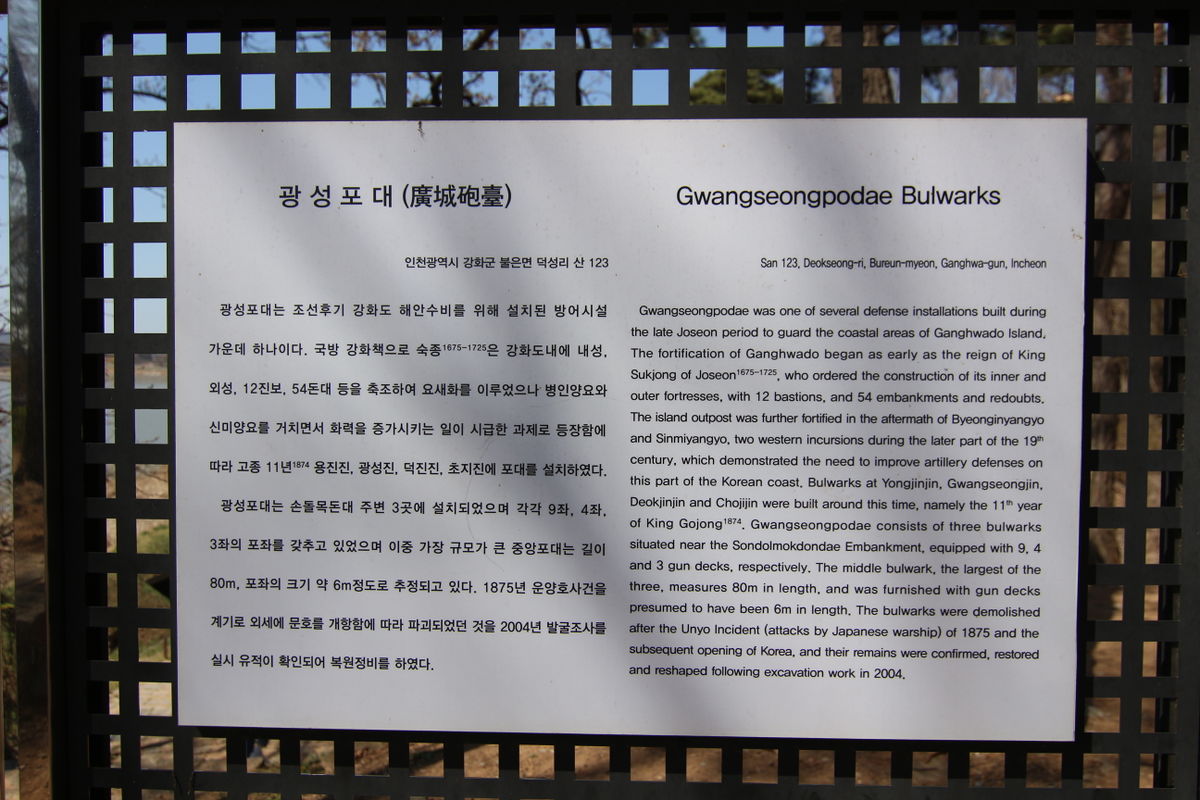 광성포대 (廣城砲臺)
인천광역시 강화군 불은면 덕성리 산 123
광성포대는 조선후기 강화도 해안수비를 위해 설치된 방어시설
가운데 하나이다. 국방 강화책으로 숙종1675-1725은 강화도내에 내성,
외성, 12진보, 54돈대 등을 축조하여 요새화를 이루었으나 병인양요와
신미양요를 거치면서 화력을 증가시키는 일이 시급한 과제로 등장함에
따라 고종 11년1874 용진진, 광성진, 덕진진, 초지진에 포대를 설치하였다.
광성포대는 손돌목돈대 주변 3곳에 설치되었으며 각각 9좌, 4좌,
3좌의 포좌를 갖추고 있었으며 이중 가장 규모가 큰 중앙포대는 길이
80m, 포좌의 크기 약 6m정도로 추정되고 있다. 1875년 운양호사건을
계기로 외세에 문호를 개항함에 따라 파괴되었던 것을 2004년 발굴조사를
실시 유적이 확인되어 복원정비를 하였다.
Gwangseongpodae Bulwarks
San 123, Deokseong-ri, Bureun-myeon, Ganghwa-gun, Incheon
Gwangseongpodae was one of several defense installations built during
the late Joseon period to guard the coastal areas of Ganghwado Island.
The fortification of Ganghwado began as early as the reign of King
Sukjong of Joseon1675-1725, who ordered the construction of its inner and
outer fortresses, with 12 bastions, and 54 embankments and redoubts.
The island outpost was further fortified in the aftermath of Byeonginyangyo
and Sinmiyangyo, two western incursions during the later part of the 19th
century, which demonstrated the need to improve artillery defenses on
this part of the Korean coast. Bulwarks at Yongjinjin, Gwangseongjin,
Deokjinjin and Chojijin were built around this time, namely the 11th year
of King Gojong1874. Gwangseongpodae consists of three bulwarks
situated near the Sondolmokdondae Embankment, equipped with 9, 4
and 3 gun decks, respectively. The middle bulwark, the largest of the
three, measures 80m in length, and was furnished with gun decks
presumed to have been 6m in length. The bulwarks were demolished
after the Unyo Incident (attacks by Japanese warship) of 1875 and the
subsequent opening of Korea, and their remains were confirmed, restored
and reshaped following excavation work in 2004.